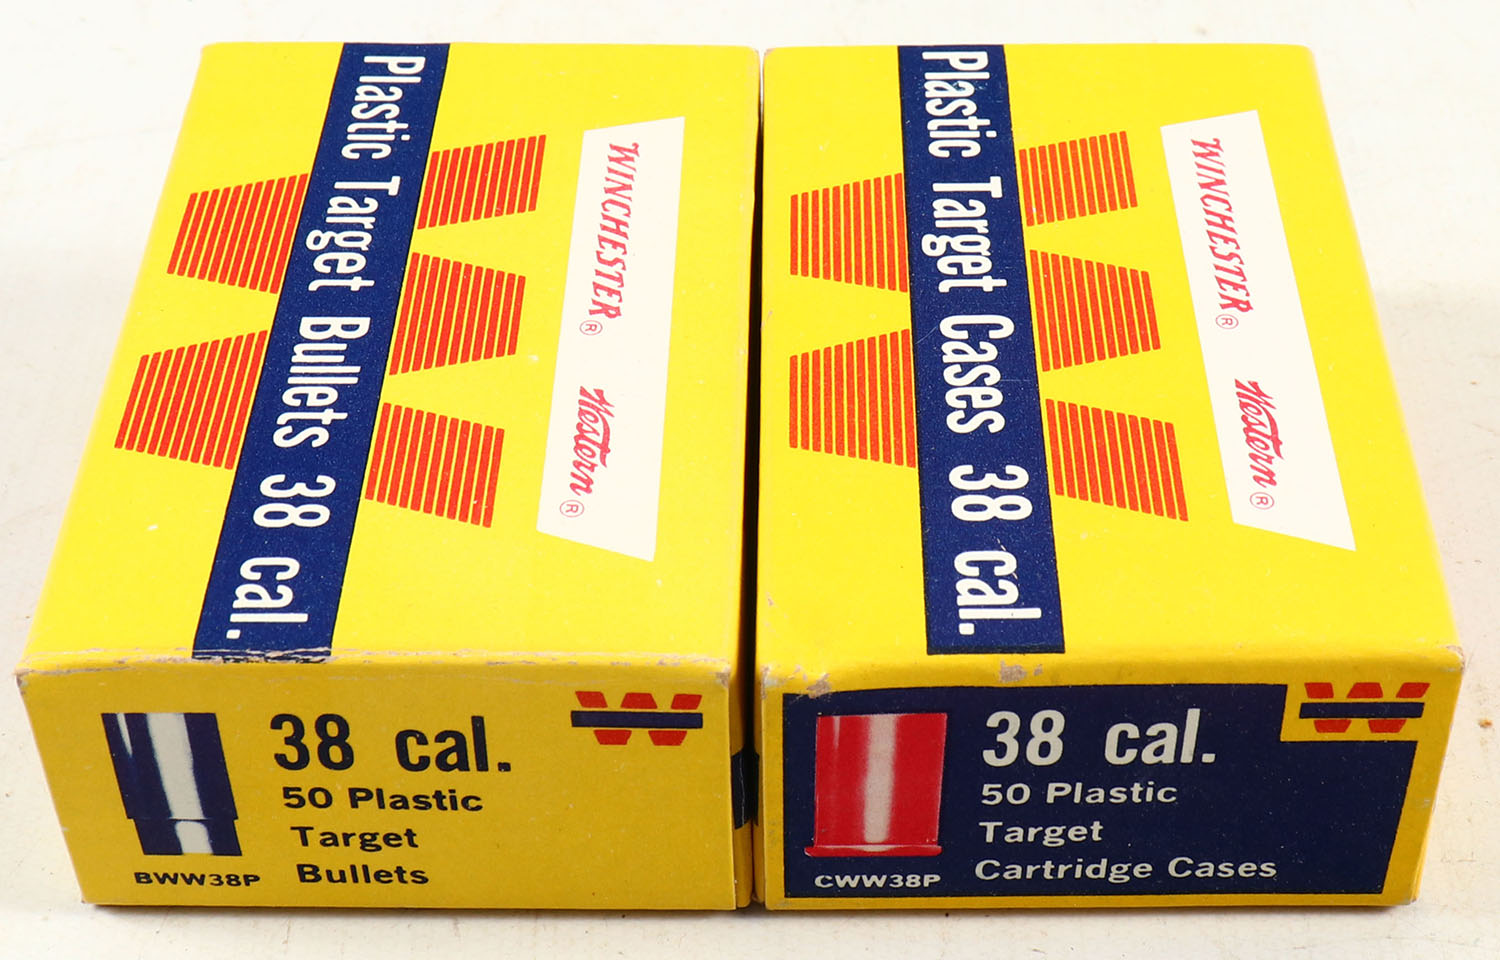 Plastic Target Bullets 38 cal.
WINCHESTER® Western®
38 cal.
50 Plastic
Target
Bullets
BWW38P
W
Plastic Target Cases 38 cal.
WINCHESTER® Western®
38 cal.
50 Plastic
Target
Cartridge Cases
CWW38P
W